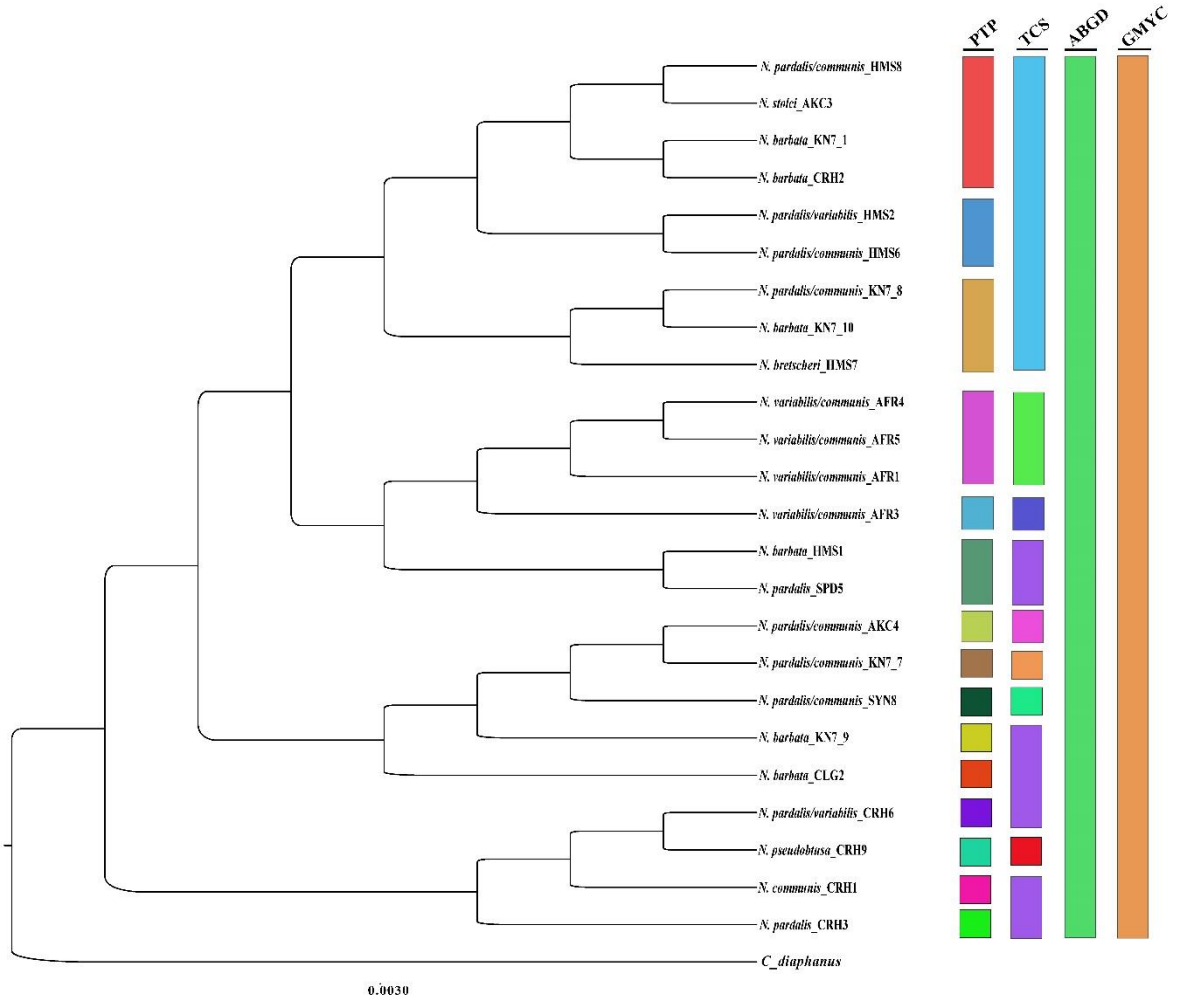 PTP TCS ABGD GMYC
N. pardalis/communis_HMS8
N. stolci_AKC3
N. barbata_KN7_1
N. barbata_CRH2
N. pardalis/variabilis_HMS2
N. pardalis/communis_HMS6
N. pardalis/communis_KN7_8
N. barbata_KN7_10
N. bretscheri_HMS7
N. variabilis/communis_AFR4
N. variabilis/communis_AFR5
N. variabilis/communis_AFR1
N. variabilis/communis_AFR3
N. barbata_HMS1
N. pardalis_SPD5
N. pardalis/communis_AKC4
N. pardalis/communis_KN7_7
N. pardalis/communis_SYN8
N. barbata_KN7_9
N. barbata_CLG2
N. pardalis/variabilis_CRH6
N. pseudobtusa_CRH9
N. communis_CRH1
N. pardalis_CRH3
C_diaphanus
0.0030